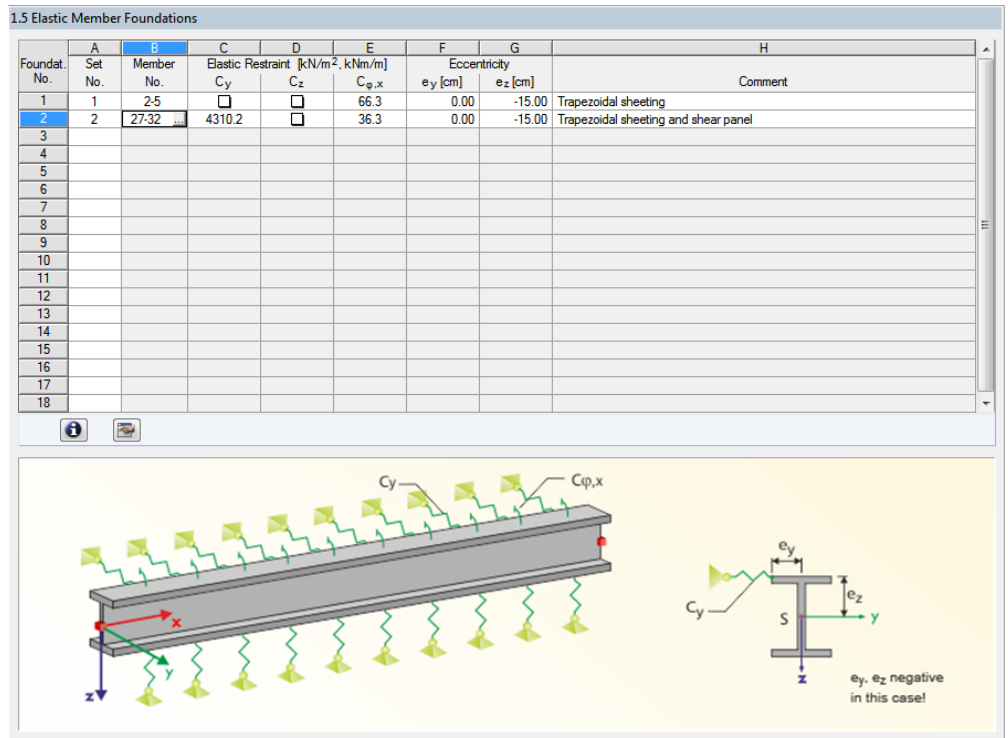 1.5 Elastic Member Foundations
A B C D E F G H
Foundat. Set Member Elastic Restraint [kN/m², kNm/m] Eccentricity
No. No. No. Cy Cz Cφ,x ey [cm] ez [cm] Comment
1 1 2-5 66.3 0.00 -15.00 Trapezoidal sheeting
2 2 27-32 ... 4310.2 36.3 0.00 -15.00 Trapezoidal sheeting and shear panel
3
4
5
6
7
8
9
10
11
12
13
14
15
16
17
18
Cy Cφ,x
x
y
z
ey
ez
Cy
S
y
z
ey, ez negative
in this case!